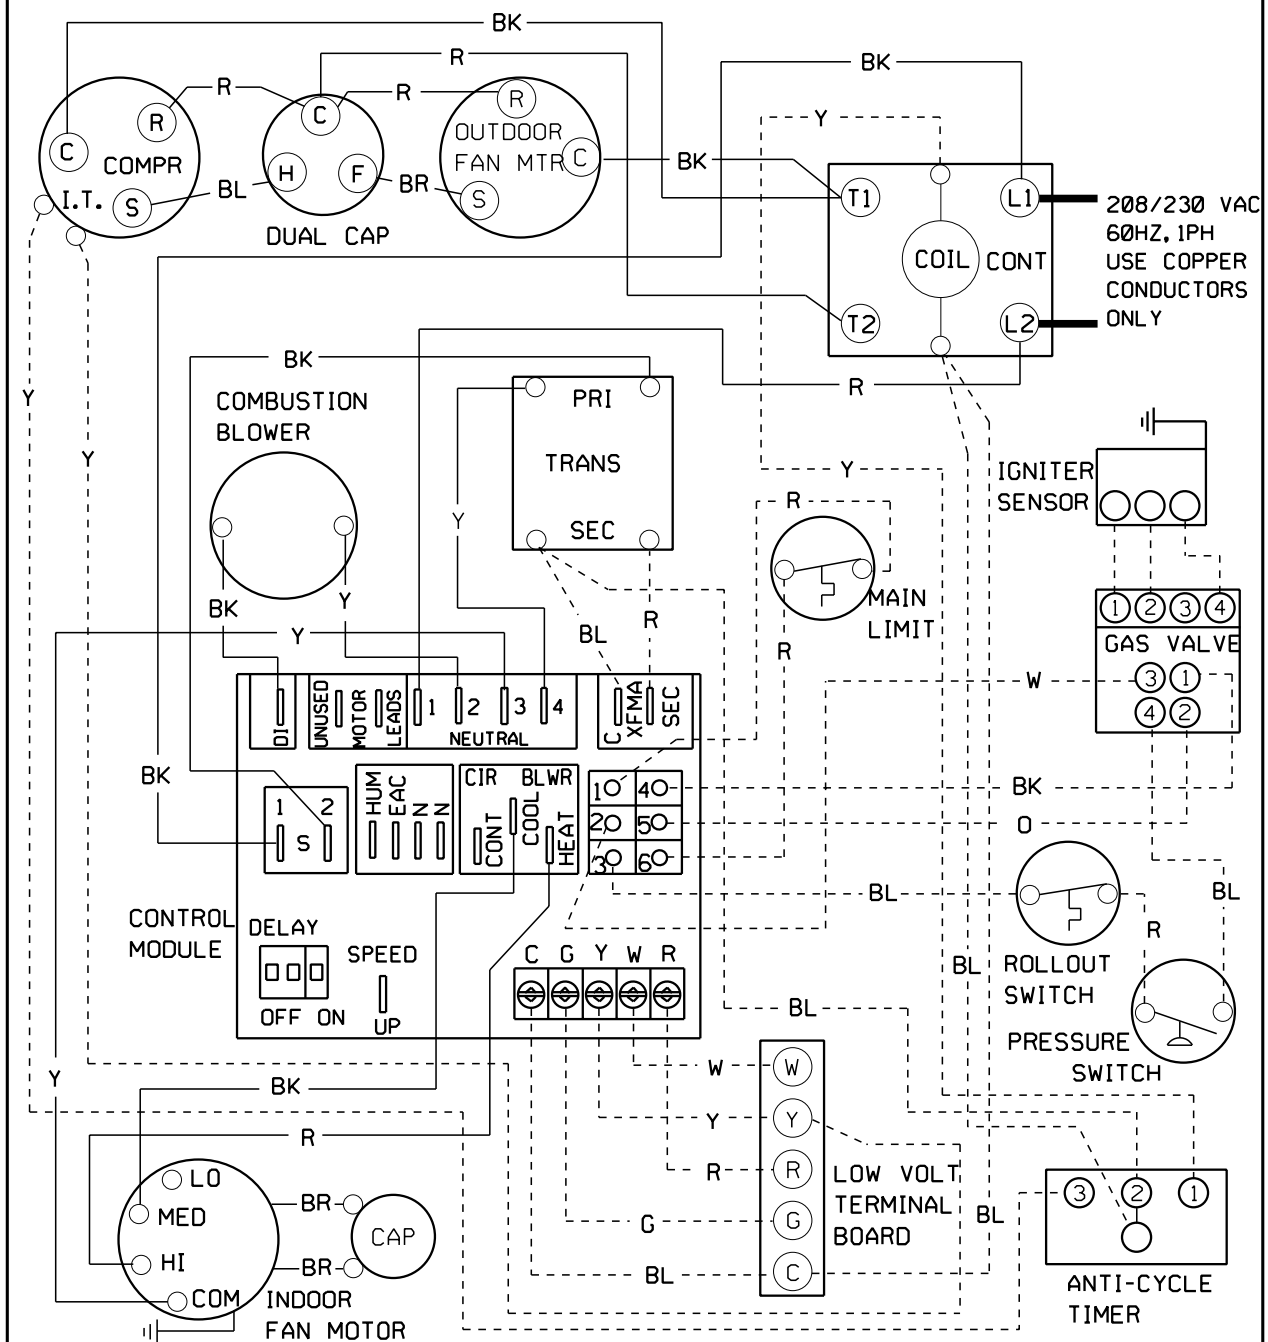 BK
R
BK
R
R
Y
C
R
COMPR
I.T.
S
BL
C
H
F
DUAL CAP
BR
R
OUTDOOR
FAN MTR
C
S
BK
T1
L1
COIL
CONT
T2
L2
208/230 VAC
60HZ, 1PH
USE COPPER
CONDUCTORS
ONLY
BK
R
Y
COMBUSTION
BLOWER
PRI
TRANS
SEC
Y
Y
Y
R
IGNITER
SENSOR
MAIN
LIMIT
BK
Y
Y
BL
R
R
1
2
3
4
GAS VALVE
3
1
4
2
W
DI
UNUSED
MOTOR
LEADS
1
2
3
4
NEUTRAL
C
XFMA
SEC
BK
1
2
S
HUM
EAC
N
N
CIR
BLWR
CONT
COOL
HEAT
1
4
2
5
3
6
BK
O
BL
BL
CONTROL
MODULE
DELAY
OFF
ON
SPEED
UP
C
G
Y
W
R
BL
R
ROLLOUT
SWITCH
PRESSURE
SWITCH
BL
Y
BK
R
W
W
Y
Y
R
R
G
G
BL
C
LOW VOLT
TERMINAL
BOARD
BL
3
2
1
ANTI-CYCLE
TIMER
LO
MED
HI
COM
BR
BR
CAP
INDOOR
FAN MOTOR